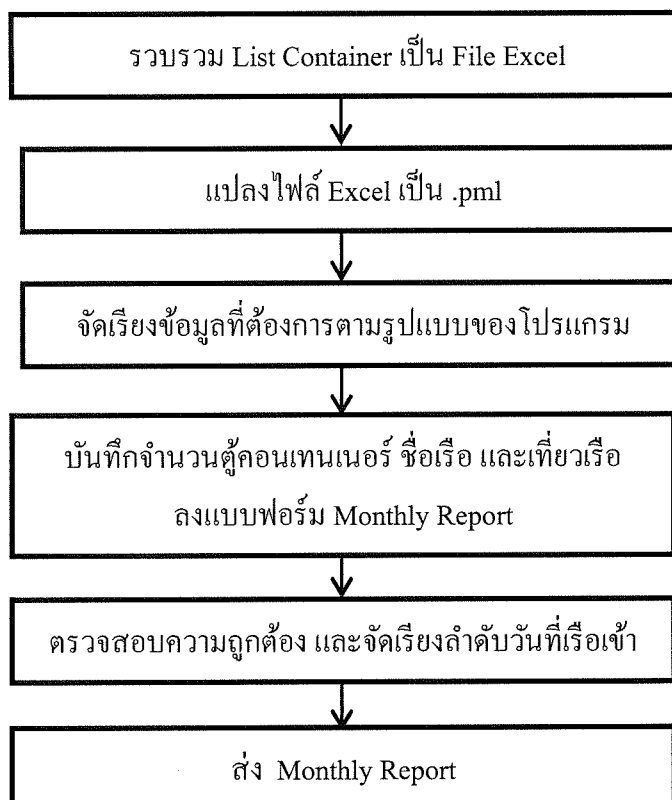 รวบรวม List Container เป็น File Excel
แปลงไฟล์ Excel เป็น .pml
จัดเรียงข้อมูลที่ต้องการตามรูปแบบของโปรแกรม
บันทึกจำนวนตู้คอนเทนเนอร์ ชื่อเรือ และเที่ยวเรือ
ลงแบบฟอร์ม Monthly Report
ตรวจสอบความถูกต้อง และจัดเรียงลำดับวันที่เรือเข้า
ส่ง Monthly Report